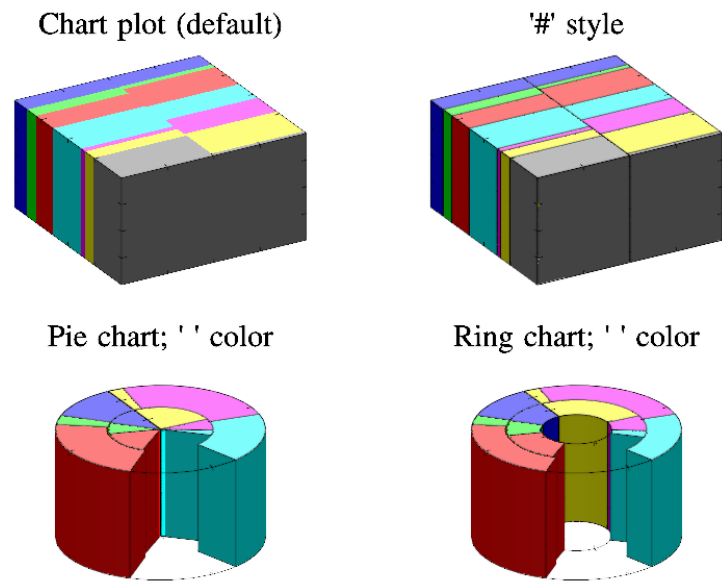 Chart plot (default)
'#' style
Pie chart; ' ' color
Ring chart; ' ' color